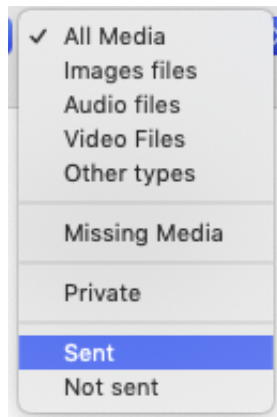 ✓ All Media
Images files
Audio files
Video Files
Other types
Missing Media
Private
Sent
Not sent